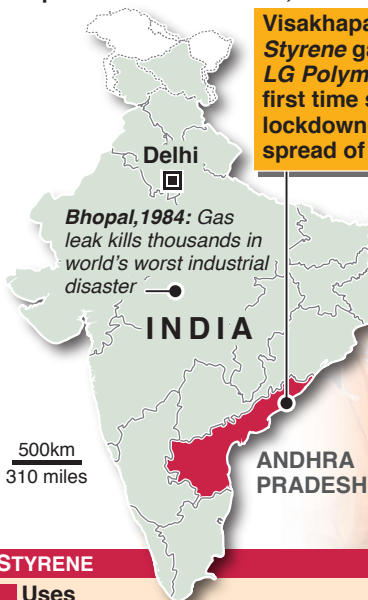 Visakhapa
Styrene ga
LG Polym
first time s
lockdown
spread of
Delhi
Bhopal,1984: Gas
leak kills thousands in
world's worst industrial
disaster
INDIA
500km
310 miles
ANDHRA
PRADESH
STYRENE
Uses